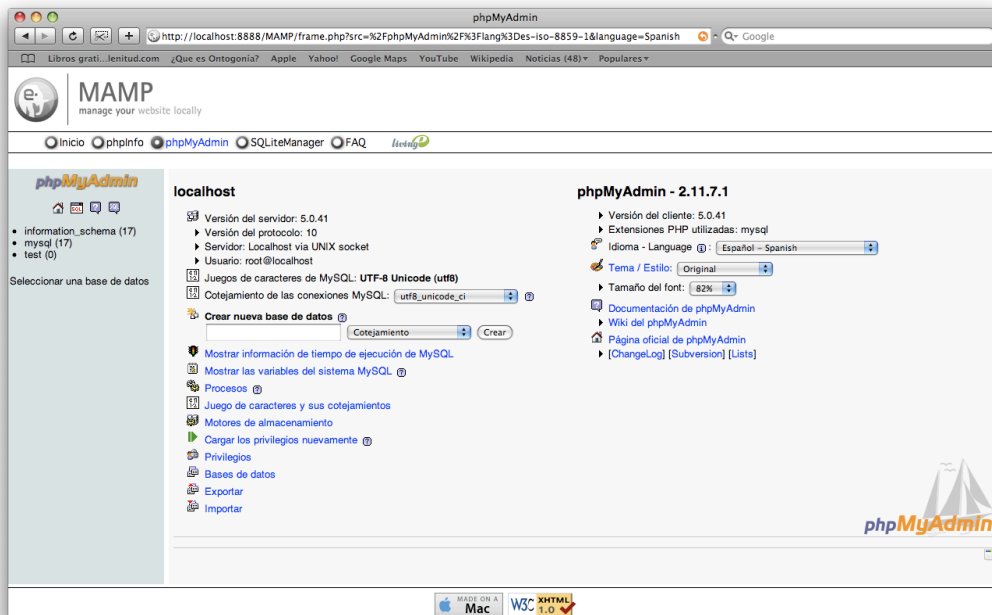 phpMyAdmin
http://localhost:8888/MAMP/frame.php?src=%2FphpMyAdmin%2F%3Flang%3Des-iso-8859-1&language=Spanish
Google
Libros grati...lenitud.com ¿Que es Ontogonía? Apple Yahoo! Google Maps YouTube Wikipedia Noticias (48) Populares
MAMP
manage your website locally
Inicio phpInfo phpMyAdmin SQLiteManager FAQ living e
phpMyAdmin
SQL
information_schema (17)
mysql (17)
test (0)
Seleccionar una base de datos
localhost
Versión del servidor: 5.0.41
Versión del protocolo: 10
Servidor: Localhost via UNIX socket
Usuario: root@localhost
Juegos de caracteres de MySQL: UTF-8 Unicode (utf8)
Cotejamiento de las conexiones MySQL: utf8_unicode_ci
Crear nueva base de datos
Cotejamiento Crear
Mostrar información de tiempo de ejecución de MySQL
Mostrar las variables del sistema MySQL
Procesos
Juego de caracteres y sus cotejamientos
Motores de almacenamiento
Cargar los privilegios nuevamente
Privilegios
Bases de datos
Exportar
Importar
phpMyAdmin - 2.11.7.1
Versión del cliente: 5.0.41
Extensiones PHP utilizadas: mysql
Idioma - Language : Español - Spanish
Tema / Estilo: Original
Tamaño del font: 82%
Documentación de phpMyAdmin
Wiki del phpMyAdmin
Página oficial de phpMyAdmin
[ChangeLog] [Subversion] [Lists]
phpMyAdmin
MADE ON A
Mac
W3C XHTML
1.0